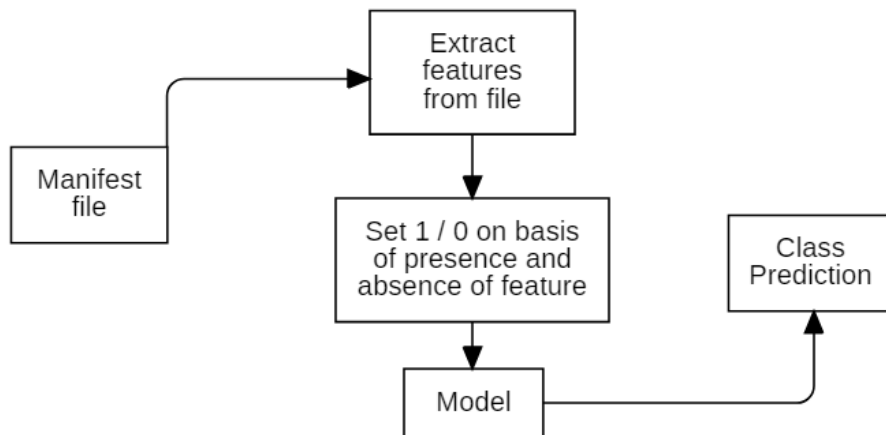 Extract
features
from file
Manifest
file
Set 1 / 0 on basis
of presence and
absence of feature
Class
Prediction
Model